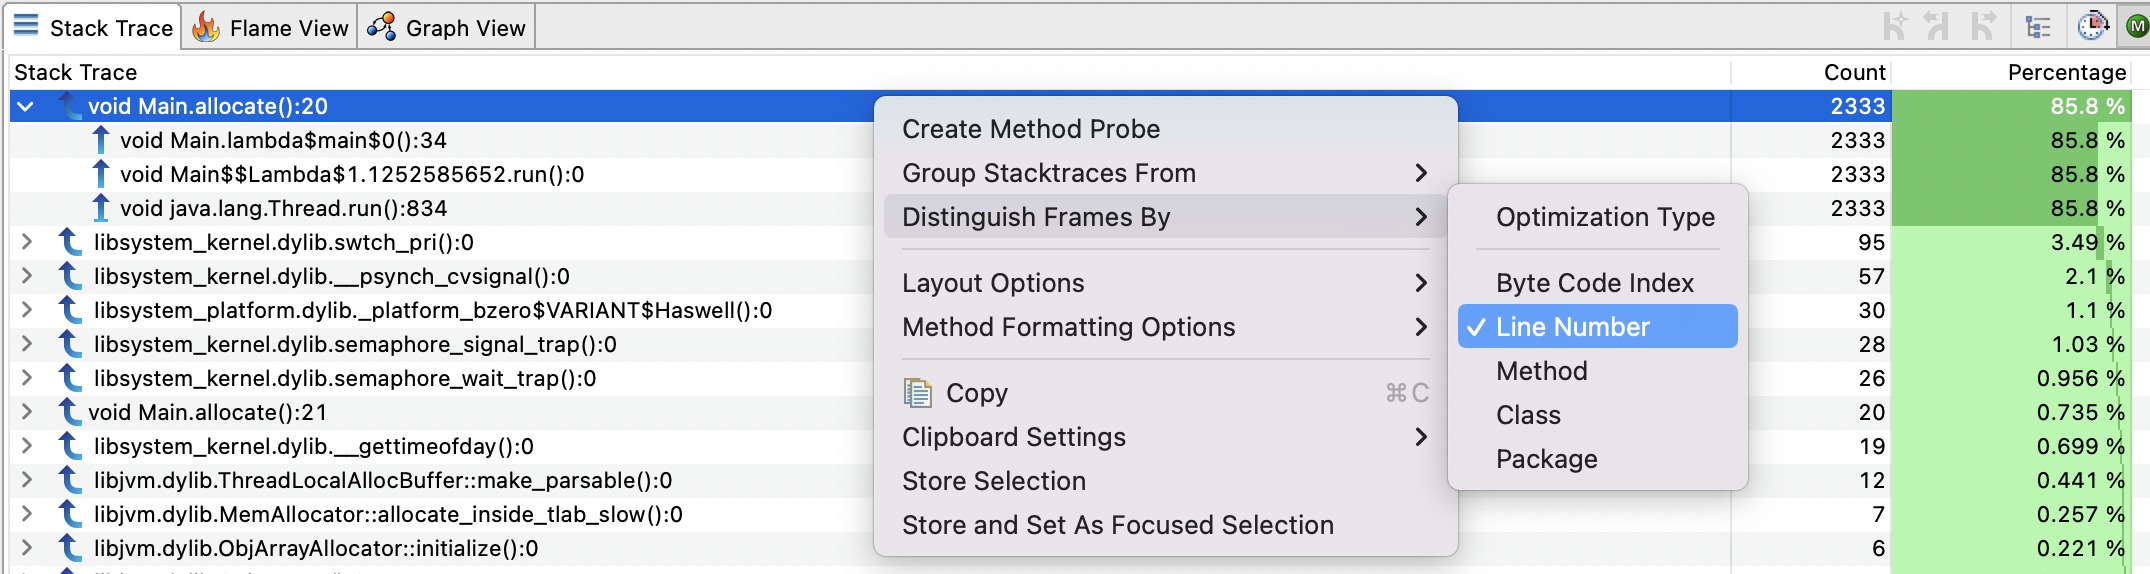 Stack Trace Flame View Graph View
M
Stack Trace Count Percentage
void Main.allocate():20 2333 85.8 %
void Main.lambda$main$0():34 2333 85.8 %
void Main$$Lambda$1.1252585652.run():0 2333 85.8 %
void java.lang.Thread.run():834 2333 85.8 %
libsystem_kernel.dylib.swtch_pri():0 95 3.49 %
libsystem_kernel.dylib.__psynch_cvsignal():0 57 2.1 %
libsystem_platform.dylib._platform_bzero$VARIANT$Haswell():0 30 1.1 %
libsystem_kernel.dylib.semaphore_signal_trap():0 28 1.03 %
libsystem_kernel.dylib.semaphore_wait_trap():0 26 0.956 %
void Main.allocate():21 20 0.735 %
libsystem_kernel.dylib.__gettimeofday():0 19 0.699 %
libjvm.dylib.ThreadLocalAllocBuffer::make_parsable():0 12 0.441 %
libjvm.dylib.MemAllocator::allocate_inside_tlab_slow():0 7 0.257 %
libjvm.dylib.ObjArrayAllocator::initialize():0 6 0.221 %
Create Method Probe
Group Stacktraces From
Distinguish Frames By
Layout Options
Method Formatting Options
Copy ⌘C
Clipboard Settings
Store Selection
Store and Set As Focused Selection
Optimization Type
Byte Code Index
✓ Line Number
Method
Class
Package